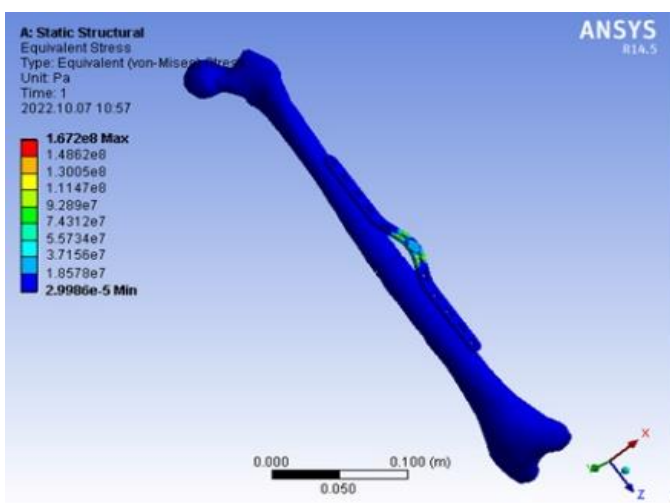 A: Static Structural
Equivalent Stress
Type: Equivalent (von-Mises) Stress
Unit: Pa
Time: 1
2022.10.07 10:57
ANSYS
R14.5
1.672e8 Max
1.4862e8
1.3005e8
1.1147e8
9.289e7
7.4312e7
5.5734e7
3.7156e7
1.8578e7
2.9986e-5 Min
0.000
0.100 (m)
0.050
X
Y
Z